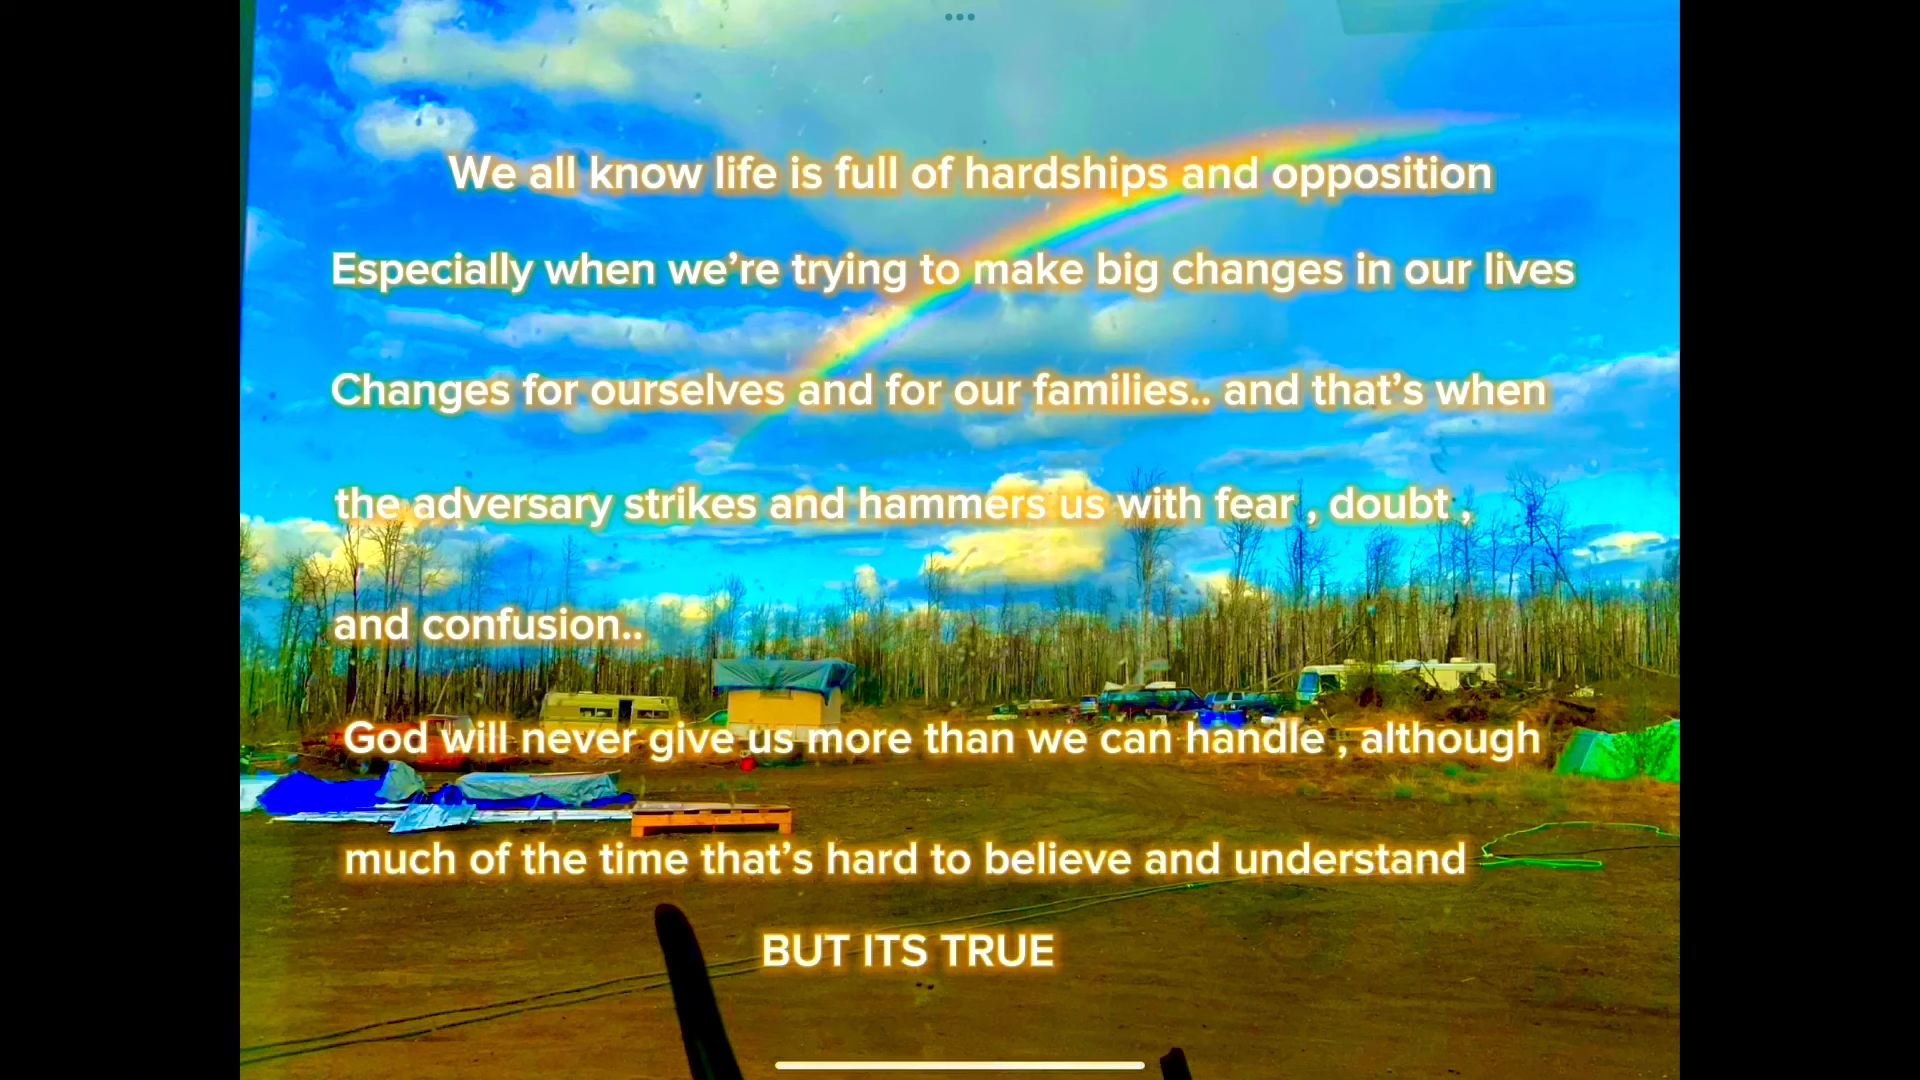 We all know life is full of hardships and opposition
Especially when we’re trying to make big changes in our lives
Changes for ourselves and for our families.. and that’s when
the adversary strikes and hammers us with fear , doubt ,
and confusion..
God will never give us more than we can handle , although
much of the time that’s hard to believe and understand
BUT ITS TRUE